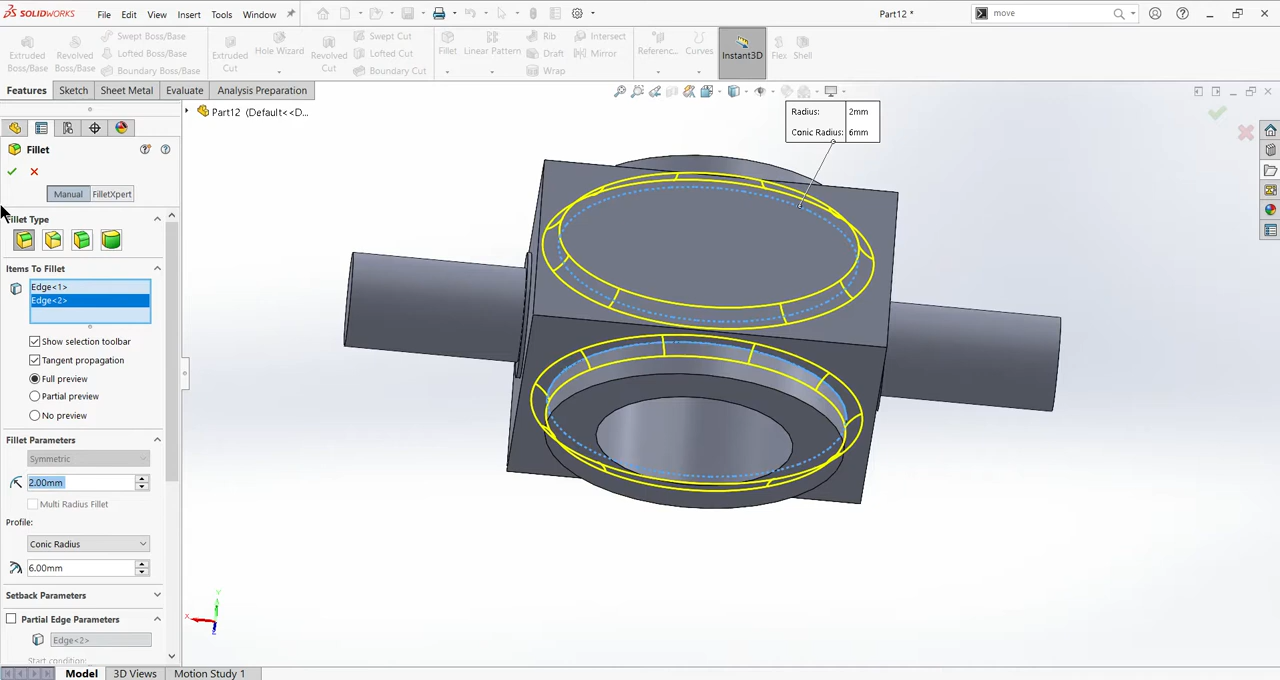 SOLIDWORKS File Edit View Insert Tools Window Part12 * move
Extruded Boss/Base
Revolved Boss/Base
Swept Boss/Base
Lofted Boss/Base
Boundary Boss/Base
Extruded Cut
Hole Wizard
Revolved Cut
Swept Cut
Lofted Cut
Boundary Cut
Fillet
Linear Pattern
Rib
Draft
Wrap
Intersect
Mirror
Referenc...
Curves
Instant3D
Flex
Shell
Features Sketch Sheet Metal Evaluate Analysis Preparation
Part12 (Default<<D...
Fillet
Manual FilletXpert
Fillet Type
Items To Fillet
Edge<1>
Edge<2>
Show selection toolbar
Tangent propagation
Full preview
Partial preview
No preview
Fillet Parameters
Symmetric
2.00mm
Multi Radius Fillet
Profile:
Conic Radius
6.00mm
Setback Parameters
Partial Edge Parameters
Edge<2>
Start condition:
Radius: 2mm
Conic Radius: 6mm
Y
X
Z
Model 3D Views Motion Study 1